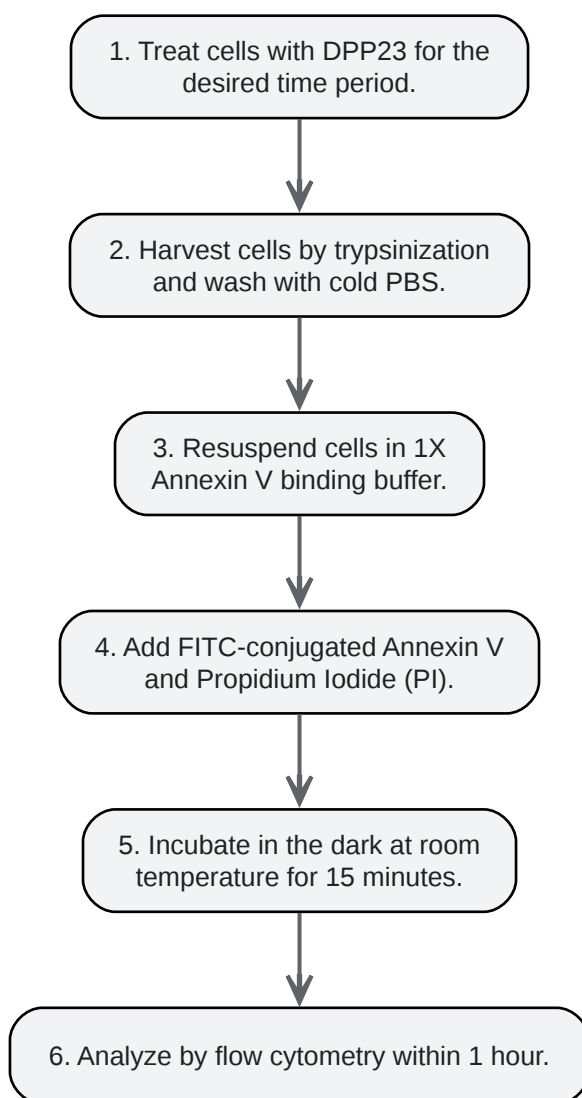 1. Treat cells with DPP23 for the
desired time period.
2. Harvest cells by trypsinization
and wash with cold PBS.
3. Resuspend cells in 1X
Annexin V binding buffer.
4. Add FITC-conjugated Annexin V
and Propidium Iodide (PI).
5. Incubate in the dark at room
temperature for 15 minutes.
6. Analyze by flow cytometry within 1 hour.